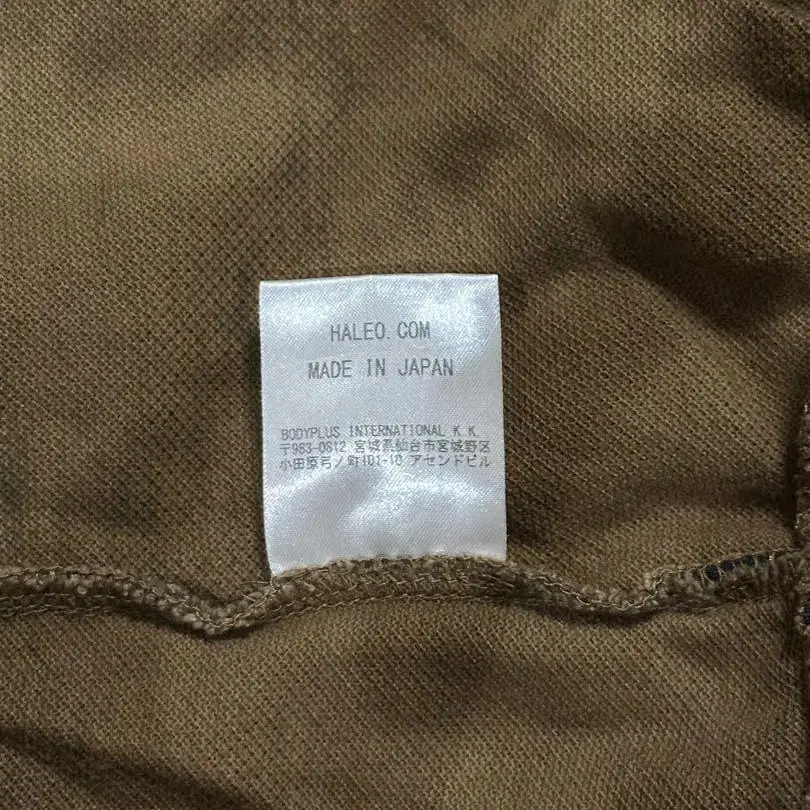 HALEO.COM
MADE IN JAPAN
BODYPLUS INTERNATIONAL K.K.
〒983-0812 宮城県仙台市宮城野区
小田原弓ノ町101-10 アセンドビル